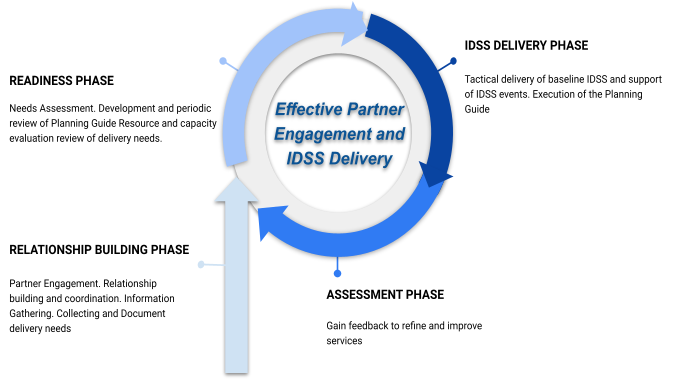 IDSS DELIVERY PHASE
Tactical delivery of baseline IDSS and support
of IDSS events. Execution of the Planning
Guide
READINESS PHASE
Needs Assessment. Development and periodic
review of Planning Guide Resource and capacity
evaluation review of delivery needs.
Effective Partner
Engagement and
IDSS Delivery
RELATIONSHIP BUILDING PHASE
Partner Engagement. Relationship
building and coordination. Information
Gathering. Collecting and Document
delivery needs
ASSESSMENT PHASE
Gain feedback to refine and improve
services